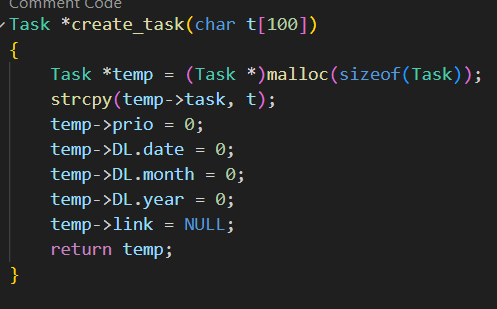 Comment Code
Task *create_task(char t[100])
{
    Task *temp = (Task *)malloc(sizeof(Task));
    strcpy(temp->task, t);
    temp->prio = 0;
    temp->DL.date = 0;
    temp->DL.month = 0;
    temp->DL.year = 0;
    temp->link = NULL;
    return temp;
}